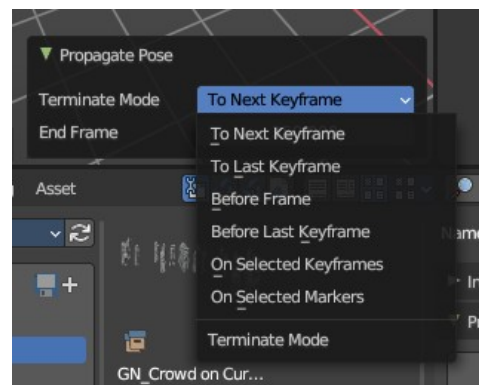 Propagate Pose
Terminate Mode
To Next Keyframe
End Frame
To Next Keyframe
To Last Keyframe
Before Frame
Before Last Keyframe
On Selected Keyframes
On Selected Markers
Terminate Mode
Asset
GN_Crowd on Cur...